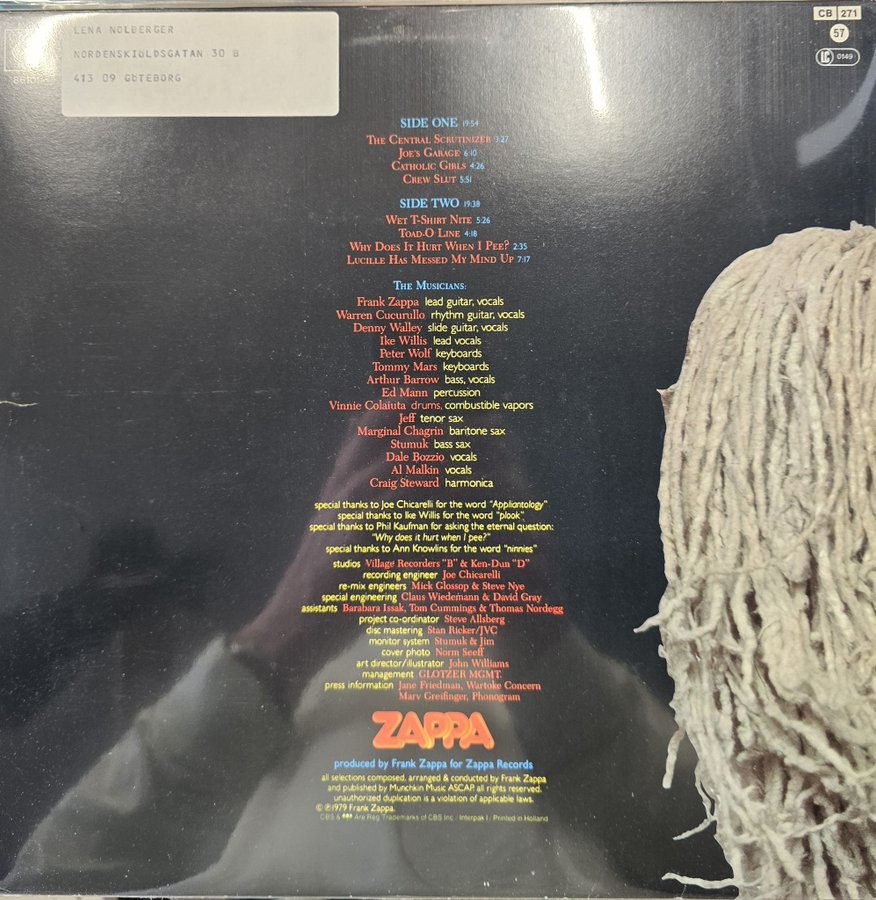 LENA NOLBERGER
NORDENSKIÖLDSGATAN 30 B
413 09 GÖTEBORG
CB 271
57
LC 0149
SIDE ONE 19:54
THE CENTRAL SCRUTINIZER 3:27
JOE'S GARAGE 6:10
CATHOLIC GIRLS 4:26
CREW SLUT 5:51
SIDE TWO 19:38
WET T-SHIRT NITE 5:26
TOAD-O LINE 4:18
WHY DOES IT HURT WHEN I PEE? 2:35
LUCILLE HAS MESSED MY MIND UP 7:17
THE MUSICIANS:
Frank Zappa lead guitar, vocals
Warren Cucurullo rhythm guitar, vocals
Denny Walley slide guitar, vocals
Ike Willis lead vocals
Peter Wolf keyboards
Tommy Mars keyboards
Arthur Barrow bass, vocals
Ed Mann percussion
Vinnie Colaiuta drums, combustible vapors
Jeff tenor sax
Marginal Chagrin baritone sax
Stumuk bass sax
Dale Bozzio vocals
Al Malkin vocals
Craig Steward harmonica
special thanks to Joe Chicarelli for the word "Appliantology"
special thanks to Ike Willis for the word "plook"
special thanks to Phil Kaufman for asking the eternal question:
"Why does it hurt when I pee?"
special thanks to Ann Knowlins for the word "ninnies"
studios Village Recorders "B" & Ken-Dun "D"
recording engineer Joe Chicarelli
re-mix engineers Mick Glossop & Steve Nye
special engineering Claus Wiedemann & David Gray
assistants Barabara Issak, Tom Cummings & Thomas Nordegg
project co-ordinator Steve Allsberg
disc mastering Stan Ricker/JVC
monitor system Stumuk & Jim
cover photo Norm Seeff
art director/illustrator John Williams
management GLOTZER MGMT.
press information Jane Friedman, Wartoke Concern
Marv Greifinger, Phonogram
ZAPPA
produced by Frank Zappa for Zappa Records
all selections composed, arranged & conducted by Frank Zappa
and published by Munchkin Music ASCAP. all rights reserved.
unauthorized duplication is a violation of applicable laws.
© ℗ 1979 Frank Zappa.
CBS & Are Reg. Trademarks of CBS Inc / Interpak I / Printed in Holland